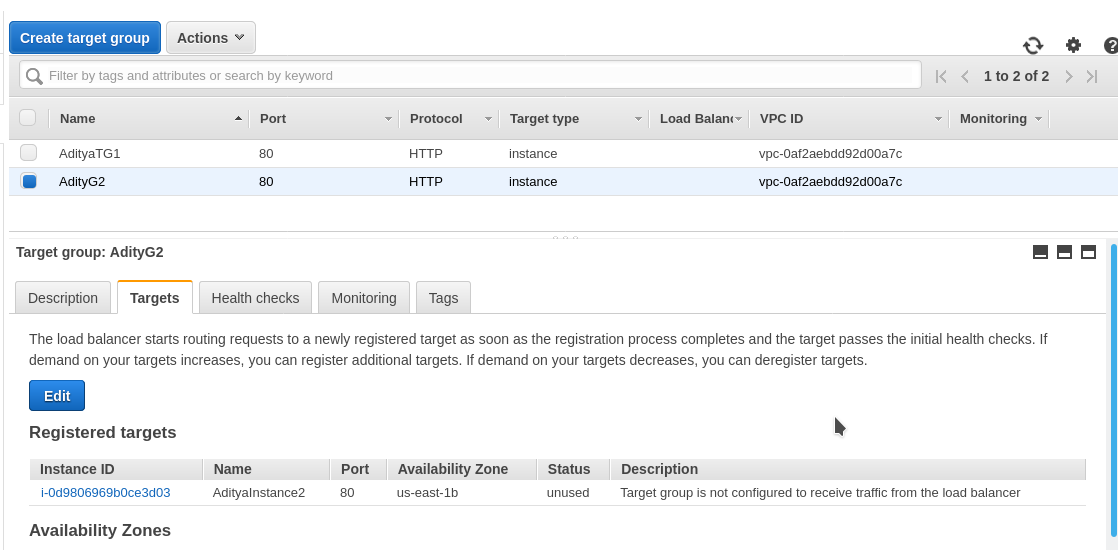 Create target group Actions
Filter by tags and attributes or search by keyword 1 to 2 of 2
Name Port Protocol Target type Load Balanc VPC ID Monitoring
AdityaTG1 80 HTTP instance vpc-0af2aebdd92d00a7c
AdityG2 80 HTTP instance vpc-0af2aebdd92d00a7c
Target group: AdityG2
Description Targets Health checks Monitoring Tags
The load balancer starts routing requests to a newly registered target as soon as the registration process completes and the target passes the initial health checks. If
demand on your targets increases, you can register additional targets. If demand on your targets decreases, you can deregister targets.
Edit
Registered targets
Instance ID Name Port Availability Zone Status Description
i-0d9806969b0ce3d03 AdityaInstance2 80 us-east-1b unused Target group is not configured to receive traffic from the load balancer
Availability Zones